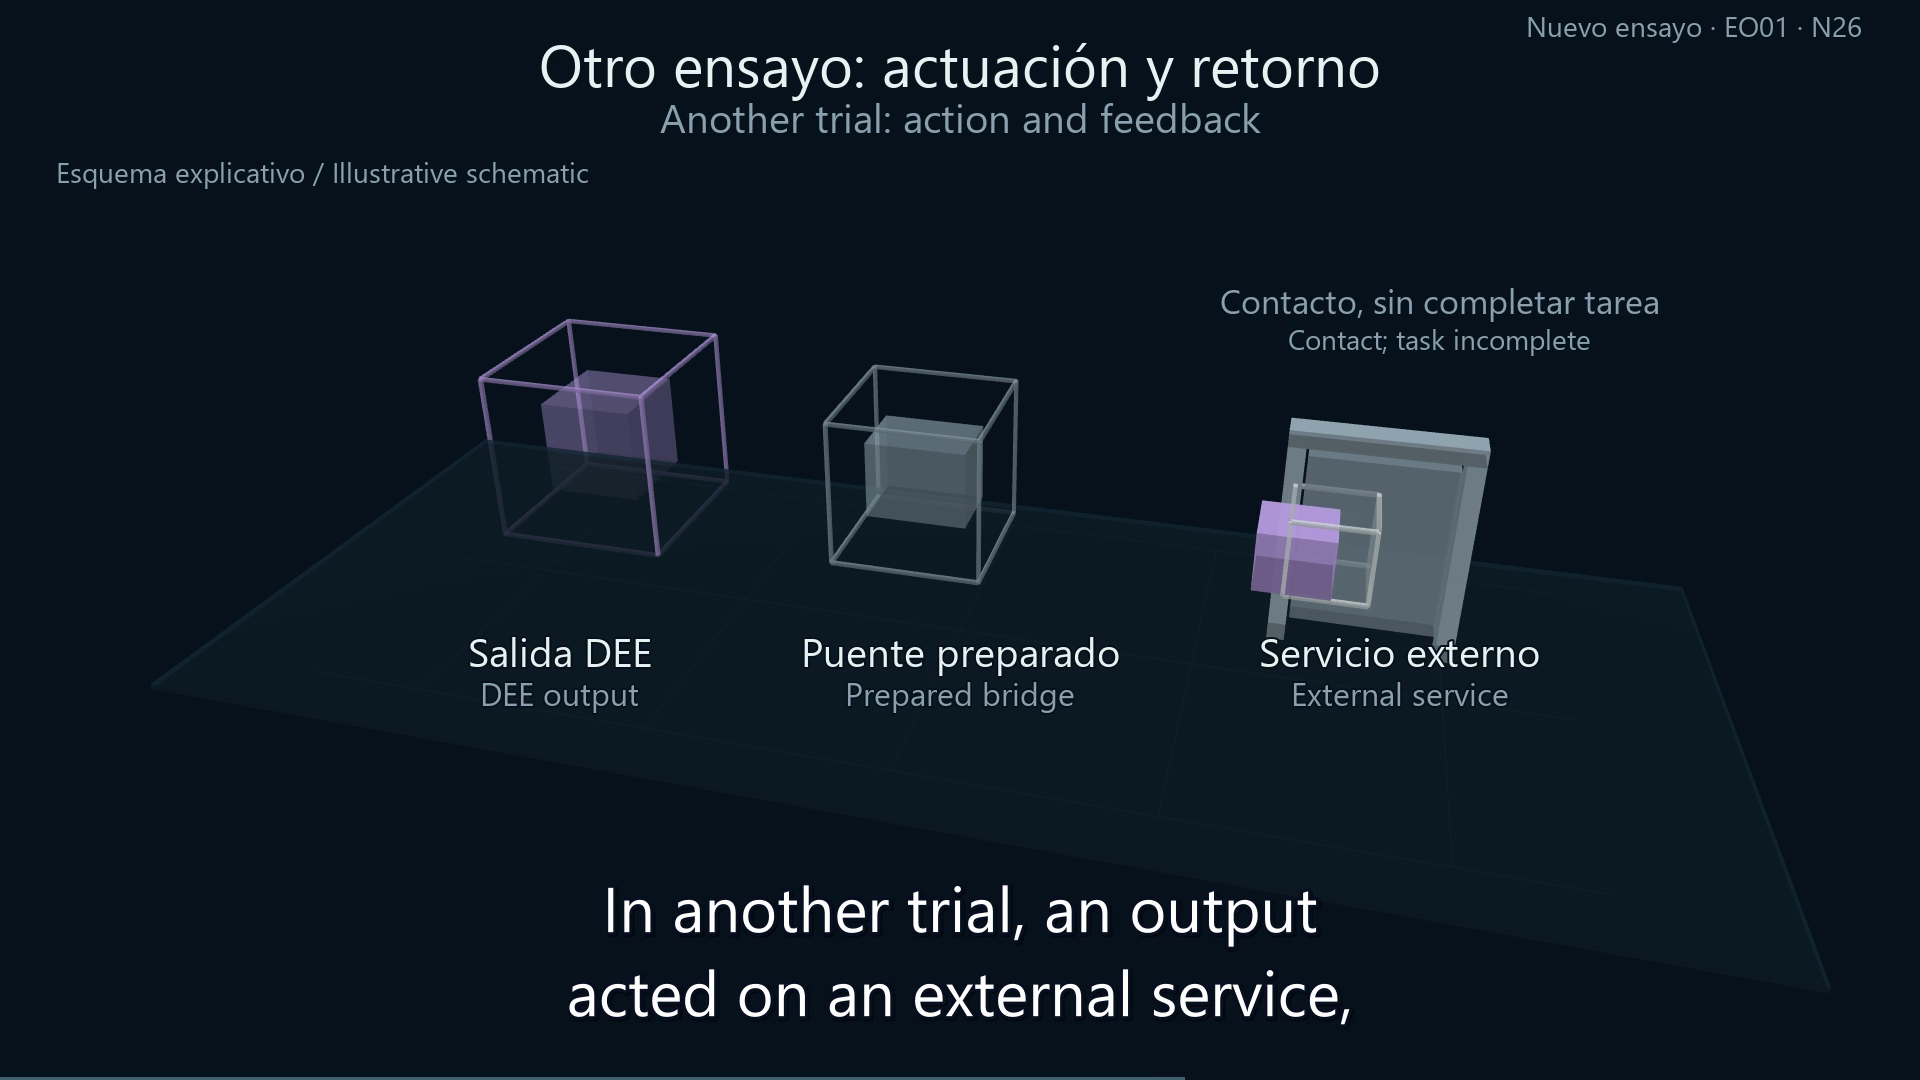 Nuevo ensayo · EO01 · N26
Otro ensayo: actuación y retorno
Another trial: action and feedback
Esquema explicativo / Illustrative schematic
Contacto, sin completar tarea
Contact; task incomplete
Salida DEE
DEE output
Puente preparado
Prepared bridge
Servicio externo
External service
In another trial, an output
acted on an external service,